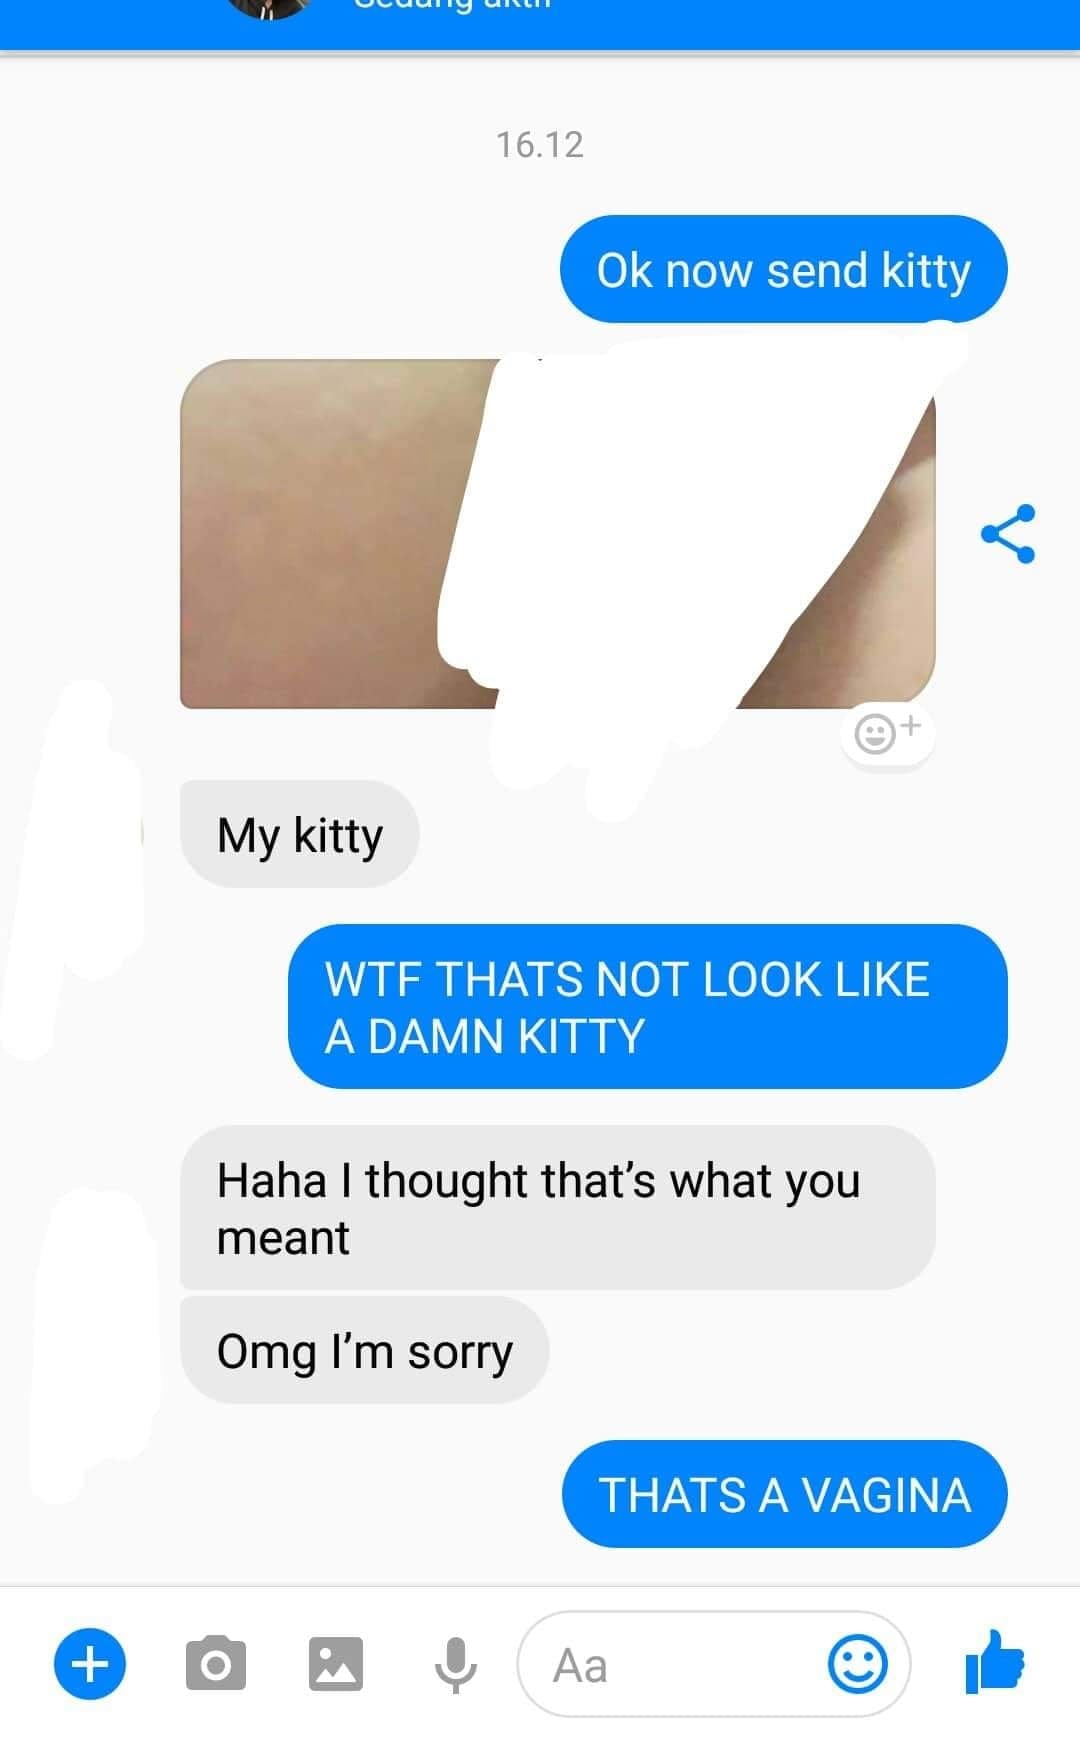 16.12
Ok now send kitty
My kitty
WTF THATS NOT LOOK LIKE
A DAMN KITTY
Haha I thought that’s what you
meant
Omg I’m sorry
THATS A VAGINA
Aa